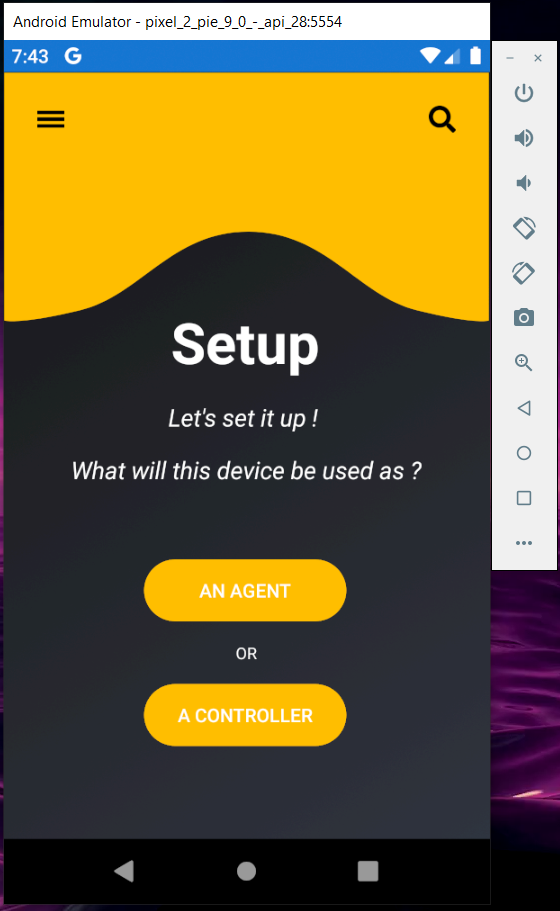 Android Emulator - pixel_2_pie_9_0_-_api_28:5554
7:43 G
Setup
Let's set it up !
What will this device be used as ?
AN AGENT
OR
A CONTROLLER